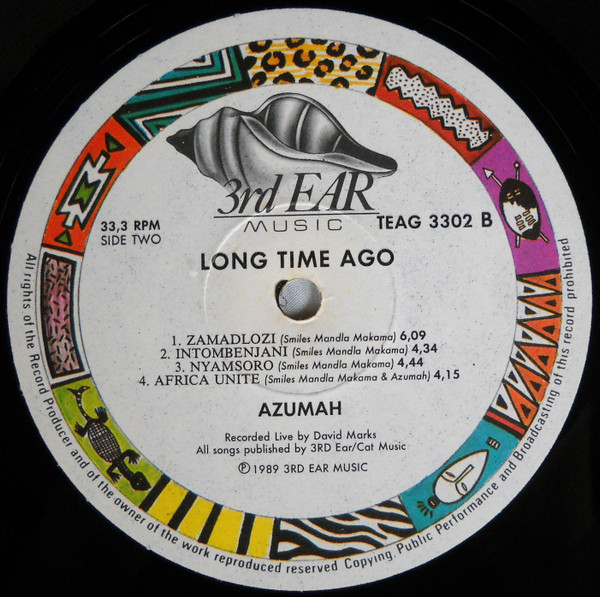 3rd EAR
MUSIC
33,3 RPM
SIDE TWO
TEAG 3302 B
LONG TIME AGO
1. ZAMADLOZI (Smiles Mandla Makama) 6,09
2. INTOMBENJANI (Smiles Mandla Makama) 4,34
3. NYAMSORO (Smiles Mandla Makama) 4,44
4. AFRICA UNITE (Smiles Mandla Makama & Azumah) 4,15
AZUMAH
Recorded Live by David Marks
All songs published by 3RD Ear/Cat Music
℗ 1989 3RD EAR MUSIC
All rights of the Record Producer and of the owner of the work reproduced reserved Copying, Public Performance and Broadcasting of this record prohibited